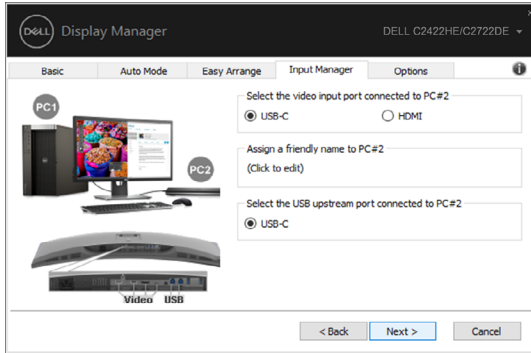 DELL Display Manager
DELL C2422HE/C2722DE
Basic
Auto Mode
Easy Arrange
Input Manager
Options
PC1
PC2
Video USB
Select the video input port connected to PC#2
USB-C
HDMI
Assign a friendly name to PC#2
(Click to edit)
Select the USB upstream port connected to PC#2
USB-C
< Back
Next >
Cancel